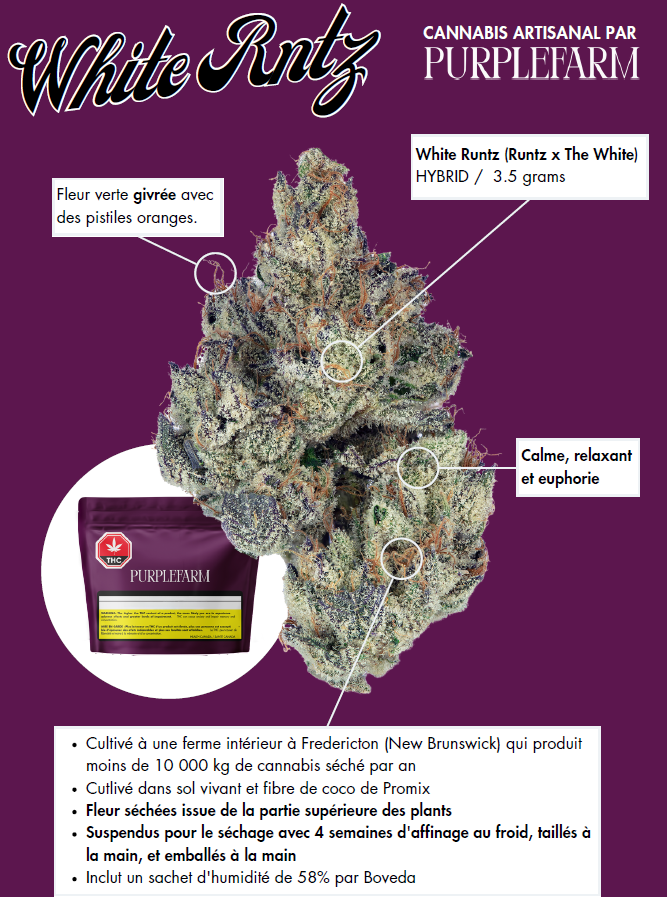 White Rntz
CANNABIS ARTISANAL PAR
PURPLEFARM
White Runtz (Runtz x The White)
HYBRID / 3.5 grams
Fleur verte givrée avec
des pistiles oranges.
Calme, relaxant
et euphorie
THC
PURPLEFARM
• Cultivé à une ferme intérieur à Fredericton (New Brunswick) qui produit
moins de 10 000 kg de cannabis séché par an
• Cutlivé dans sol vivant et fibre de coco de Promix
• Fleur séchées issue de la partie supérieure des plants
• Suspendus pour le séchage avec 4 semaines d'affinage au froid, taillés à
la main, et emballés à la main
• Inclut un sachet d'humidité de 58% par Boveda